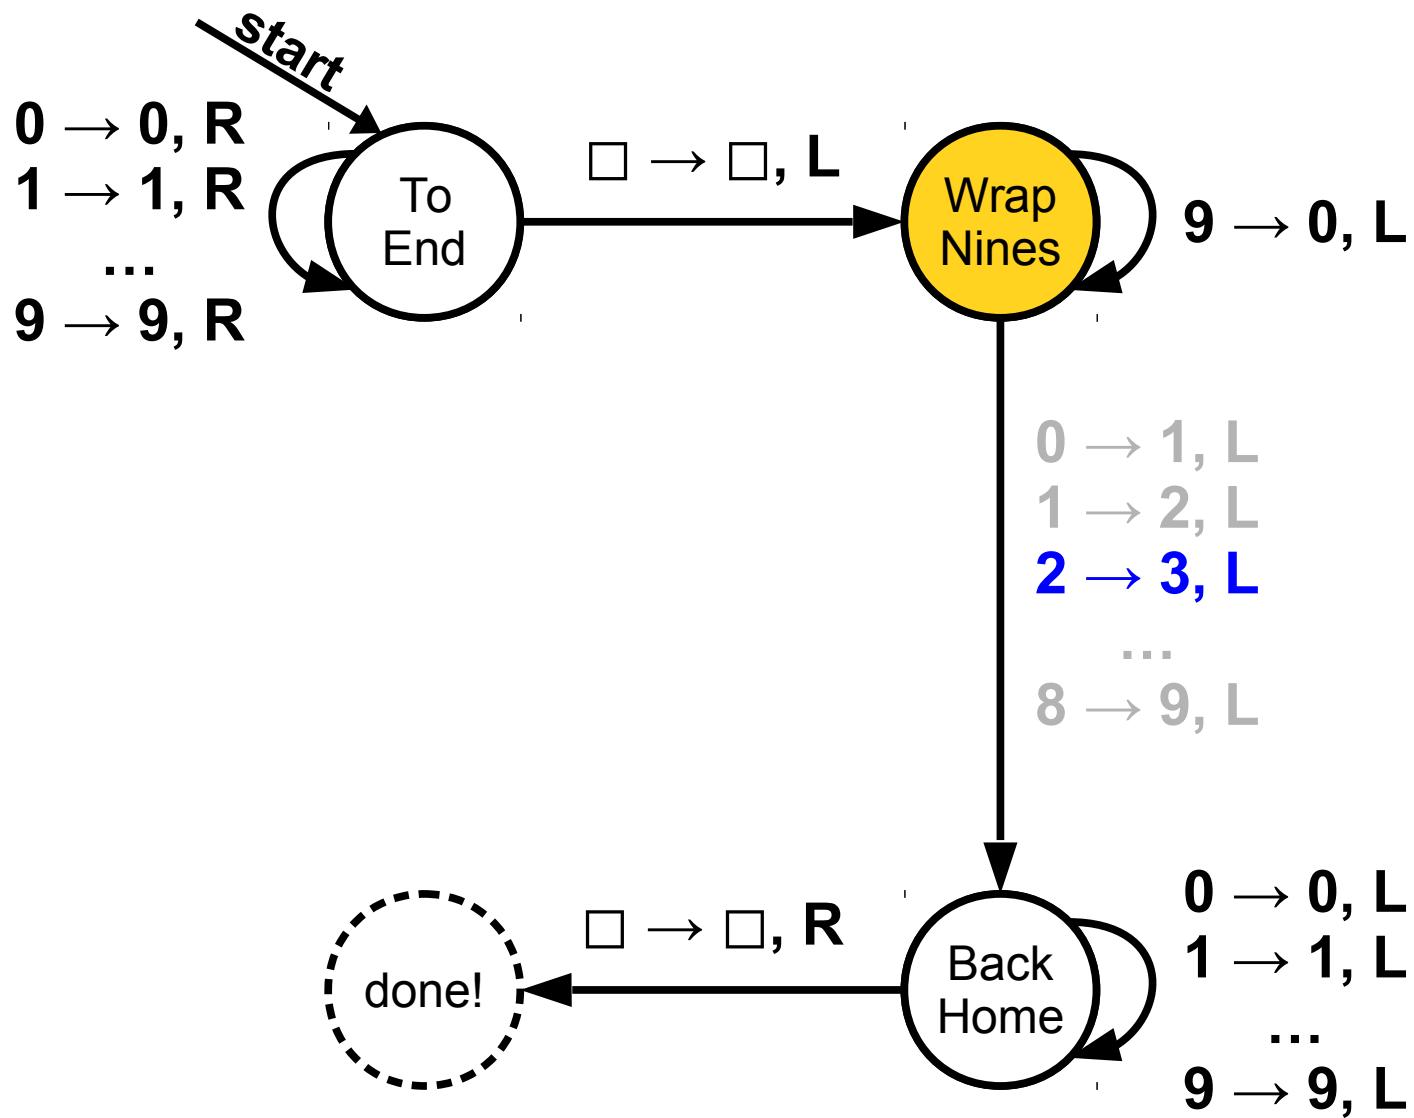 start
0 → 0, R
1 → 1, R
...
9 → 9, R
To
End
□ → □, L
Wrap
Nines
9 → 0, L
0 → 1, L
1 → 2, L
2 → 3, L
...
8 → 9, L
done!
□ → □, R
Back
Home
0 → 0, L
1 → 1, L
...
9 → 9, L